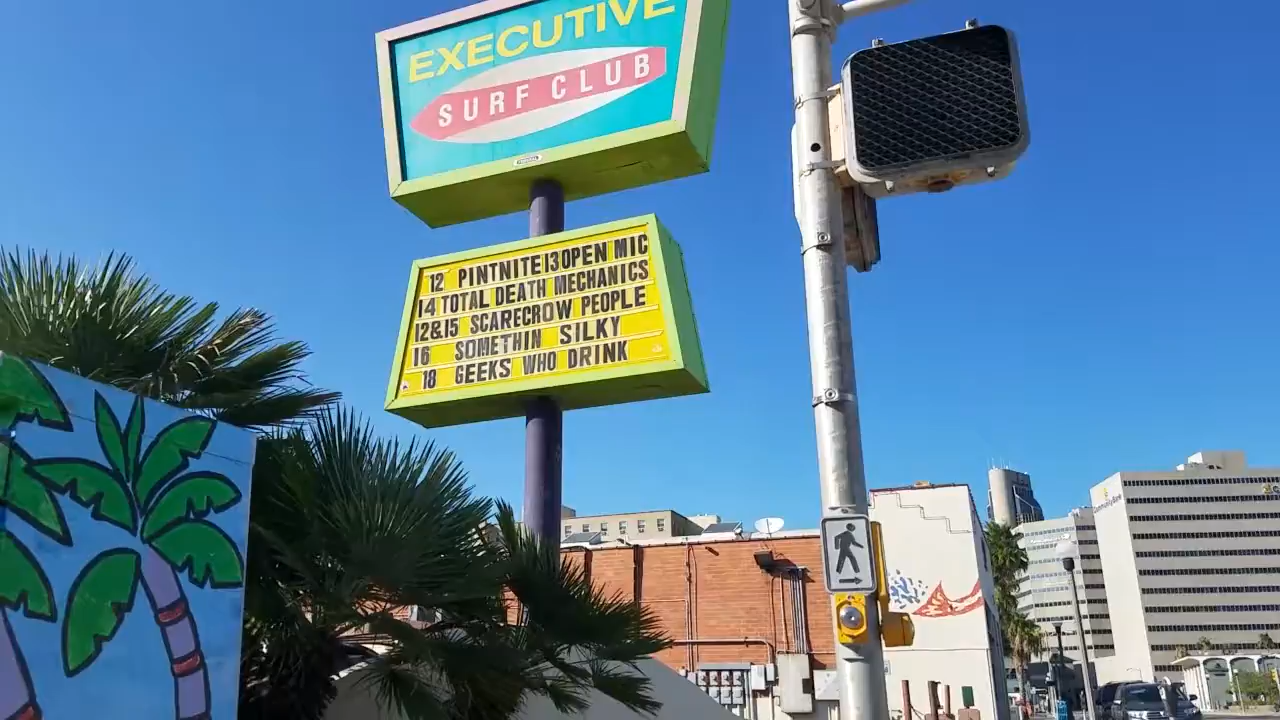 EXECUTIVE
SURF CLUB
12 PINTNITE 13 OPEN MIC
14 TOTAL DEATH MECHANICS
12&15 SCARECROW PEOPLE
16 SOMETHIN SILKY
18 GEEKS WHO DRINK